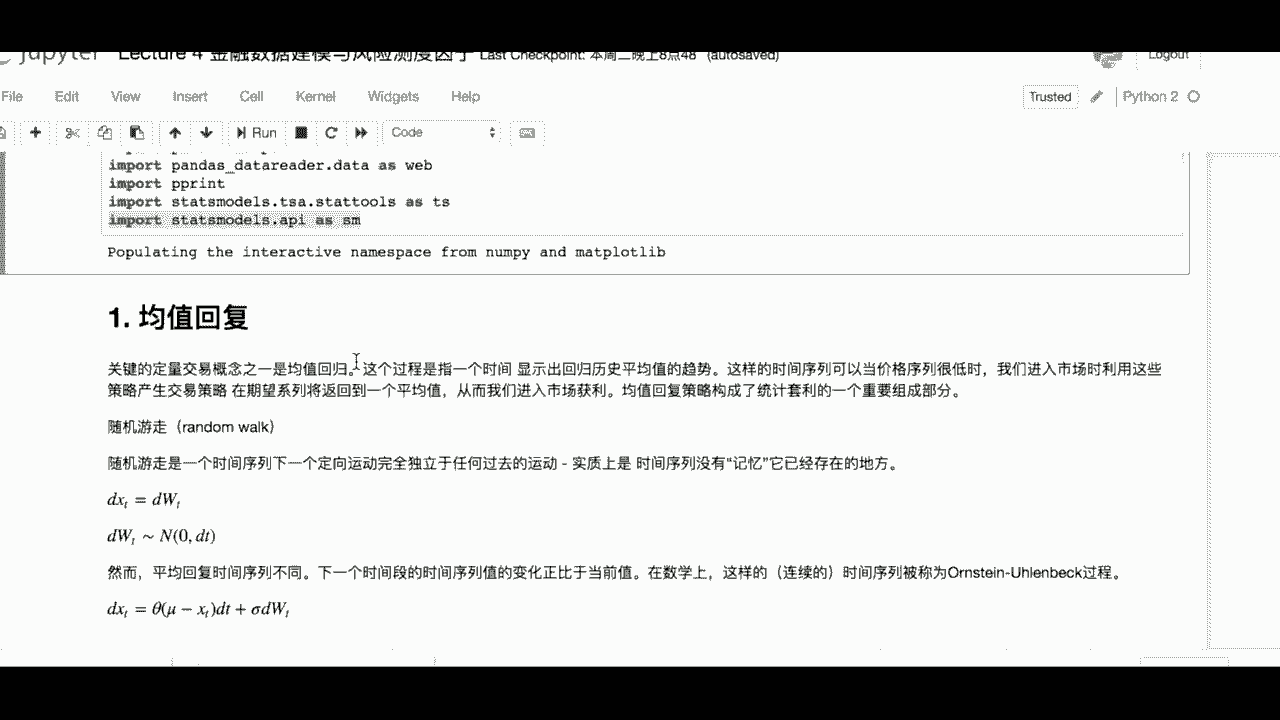 jupyter Lecture 4 金融数据建模与风险测度因子 Last Checkpoint: 本周二晚上8点48 (autosaved) Logout
File Edit View Insert Cell Kernel Widgets Help Trusted Python 2
Run Code
import pandas_datareader.data as web
import pprint
import statsmodels.tsa.stattools as ts
import statsmodels.api as sm
Populating the interactive namespace from numpy and matplotlib
1. 均值回复
关键的定量交易概念之一是均值回归。这个过程是指一个时间 显示出回归历史平均值的趋势。这样的时间序列可以当价格序列很低时，我们进入市场时利用这些
策略产生交易策略 在期望系列将返回到一个平均值，从而我们进入市场获利。均值回复策略构成了统计套利的一个重要组成部分。
随机游走（random walk）
随机游走是一个时间序列下一个定向运动完全独立于任何过去的运动 - 实质上是 时间序列没有“记忆”它已经存在的地方。
dxₜ = dWₜ
dWₜ ~ N(0, dt)
然而，平均回复时间序列不同。下一个时间段的时间序列值的变化正比于当前值。在数学上，这样的（连续的）时间序列被称为Ornstein-Uhlenbeck过程。
dxₜ = θ(μ − xₜ)dt + σdWₜ